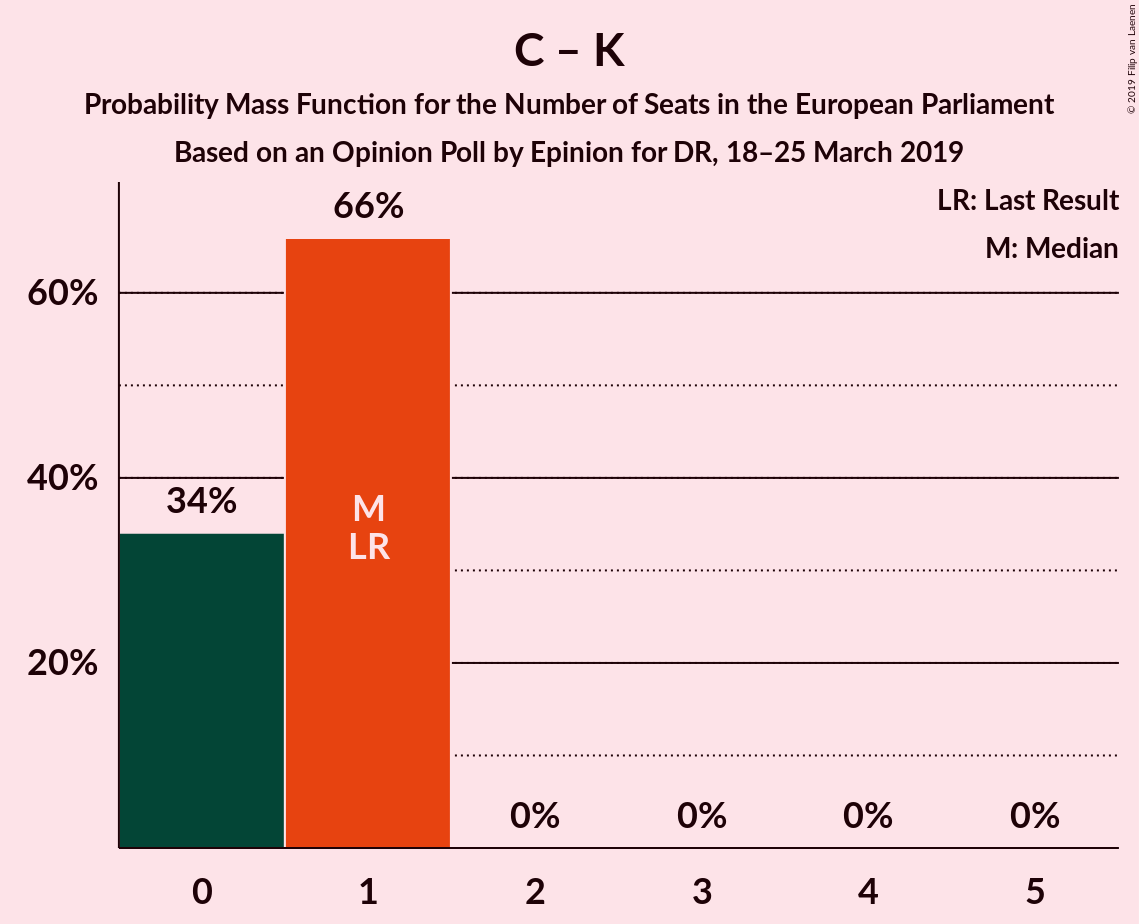 C – K
Probability Mass Function for the Number of Seats in the European Parliament
Based on an Opinion Poll by Epinion for DR, 18–25 March 2019
© 2019 Filip van Laenen
LR: Last Result
M: Median
66%
60%
40%
34%
M
LR
20%
0% 0% 0% 0%
0 1 2 3 4 5